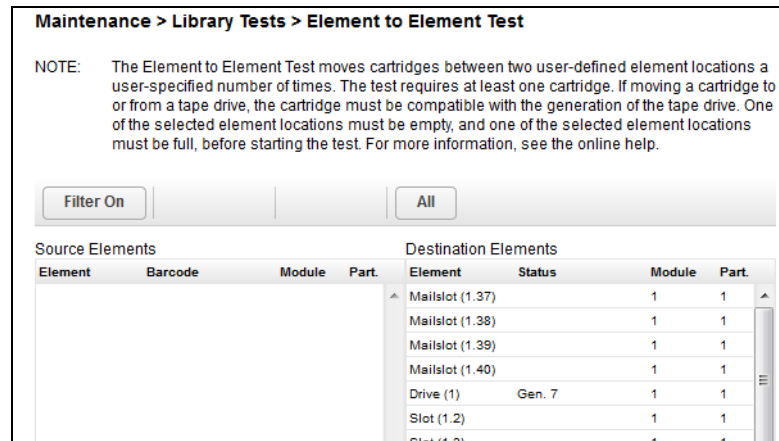 Maintenance > Library Tests > Element to Element Test
NOTE: The Element to Element Test moves cartridges between two user-defined element locations a
user-specified number of times. The test requires at least one cartridge. If moving a cartridge to
or from a tape drive, the cartridge must be compatible with the generation of the tape drive. One
of the selected element locations must be empty, and one of the selected element locations
must be full, before starting the test. For more information, see the online help.
Filter On All
Source Elements Destination Elements
Element Barcode Module Part. Element Status Module Part.
Mailslot (1.37) 1 1
Mailslot (1.38) 1 1
Mailslot (1.39) 1 1
Mailslot (1.40) 1 1
Drive (1) Gen. 7 1 1
Slot (1.2) 1 1